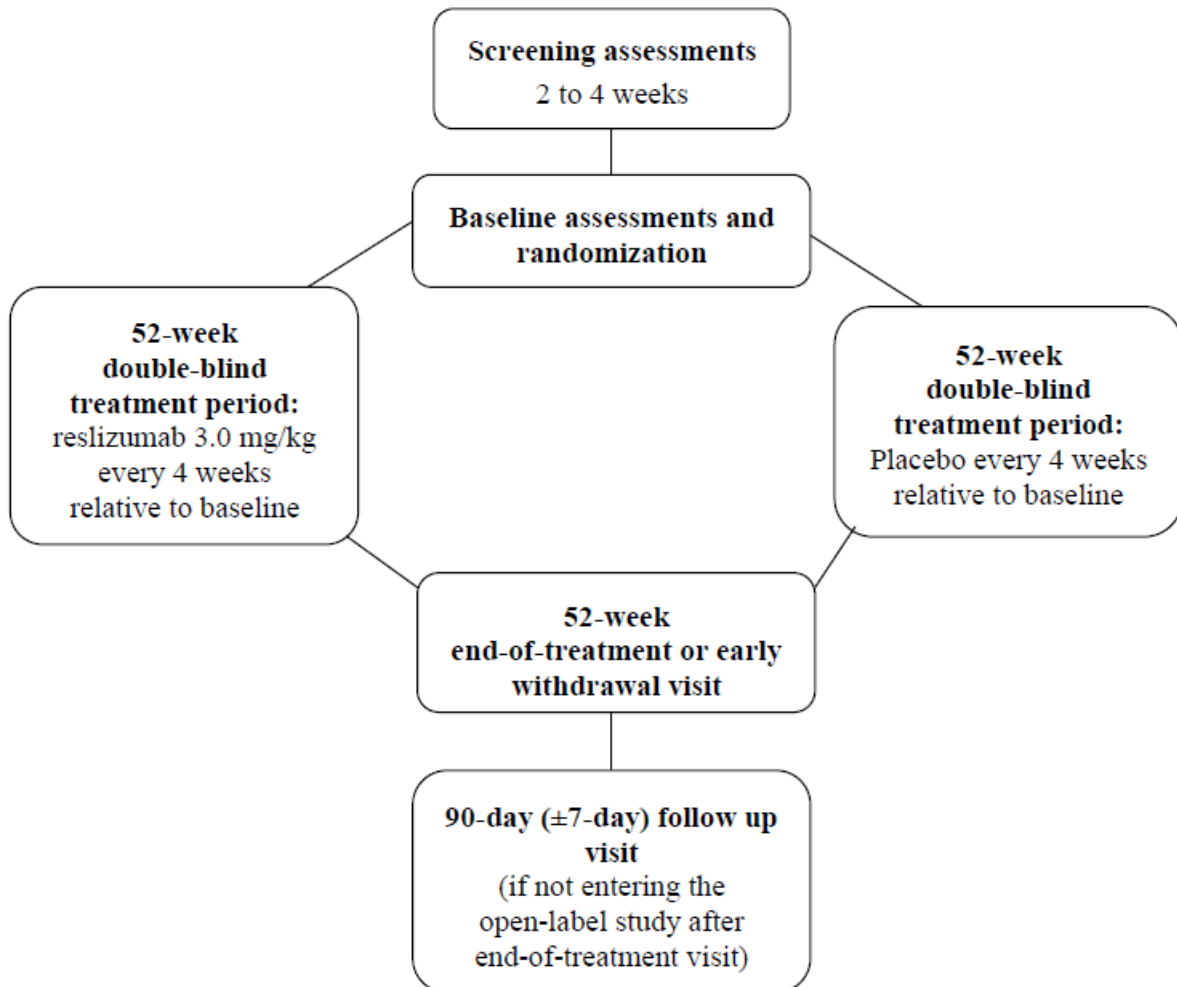 Screening assessments
2 to 4 weeks
Baseline assessments and
randomization
52-week
double-blind
treatment period:
reslizumab 3.0 mg/kg
every 4 weeks
relative to baseline
52-week
double-blind
treatment period:
Placebo every 4 weeks
relative to baseline
52-week
end-of-treatment or early
withdrawal visit
90-day (±7-day) follow up
visit
(if not entering the
open-label study after
end-of-treatment visit)